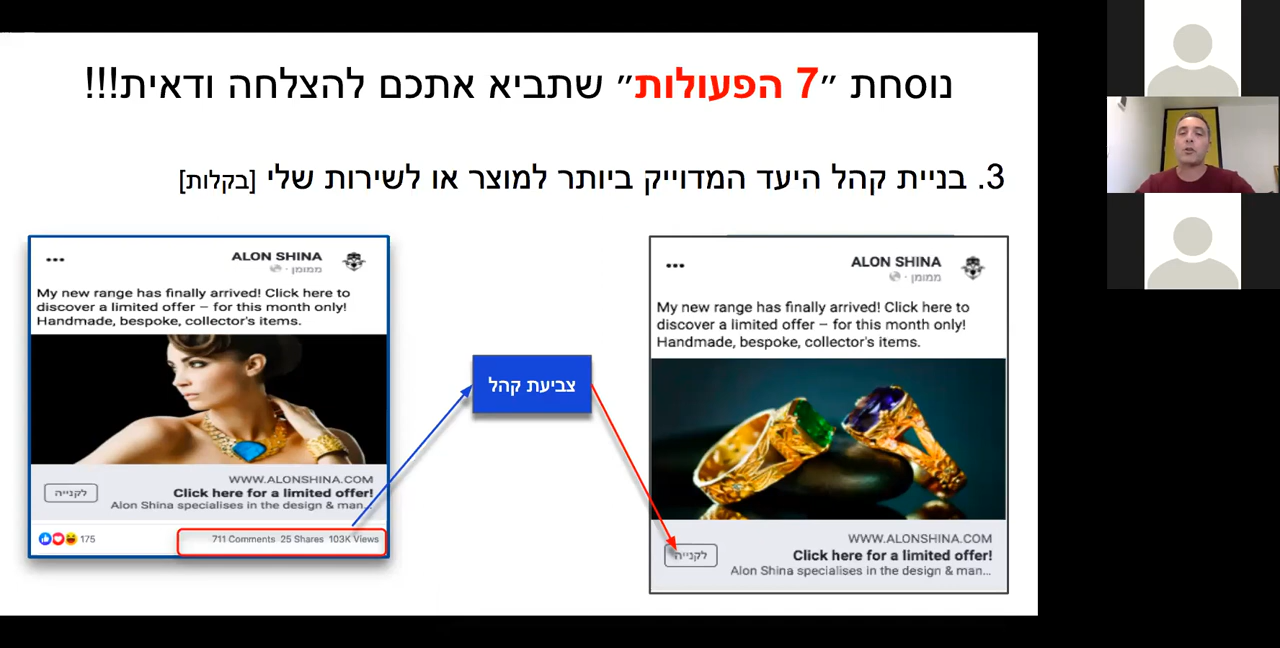 נוסחת ״7 הפעולות״ שתביא אתכם להצלחה ודאית!!!
3. בניית קהל היעד המדוייק ביותר למוצר או לשירות שלי [בקלות]
ALON SHINA
ממומן ·
My new range has finally arrived! Click here to
discover a limited offer – for this month only!
Handmade, bespoke, collector's items.
WWW.ALONSHINA.COM
לקנייה
Click here for a limited offer!
Alon Shina specialises in the design & man...
175
711 Comments 25 Shares 103K Views
צביעת קהל
ALON SHINA
ממומן ·
My new range has finally arrived! Click here to
discover a limited offer – for this month only!
Handmade, bespoke, collector's items.
WWW.ALONSHINA.COM
לקנייה
Click here for a limited offer!
Alon Shina specialises in the design & man...